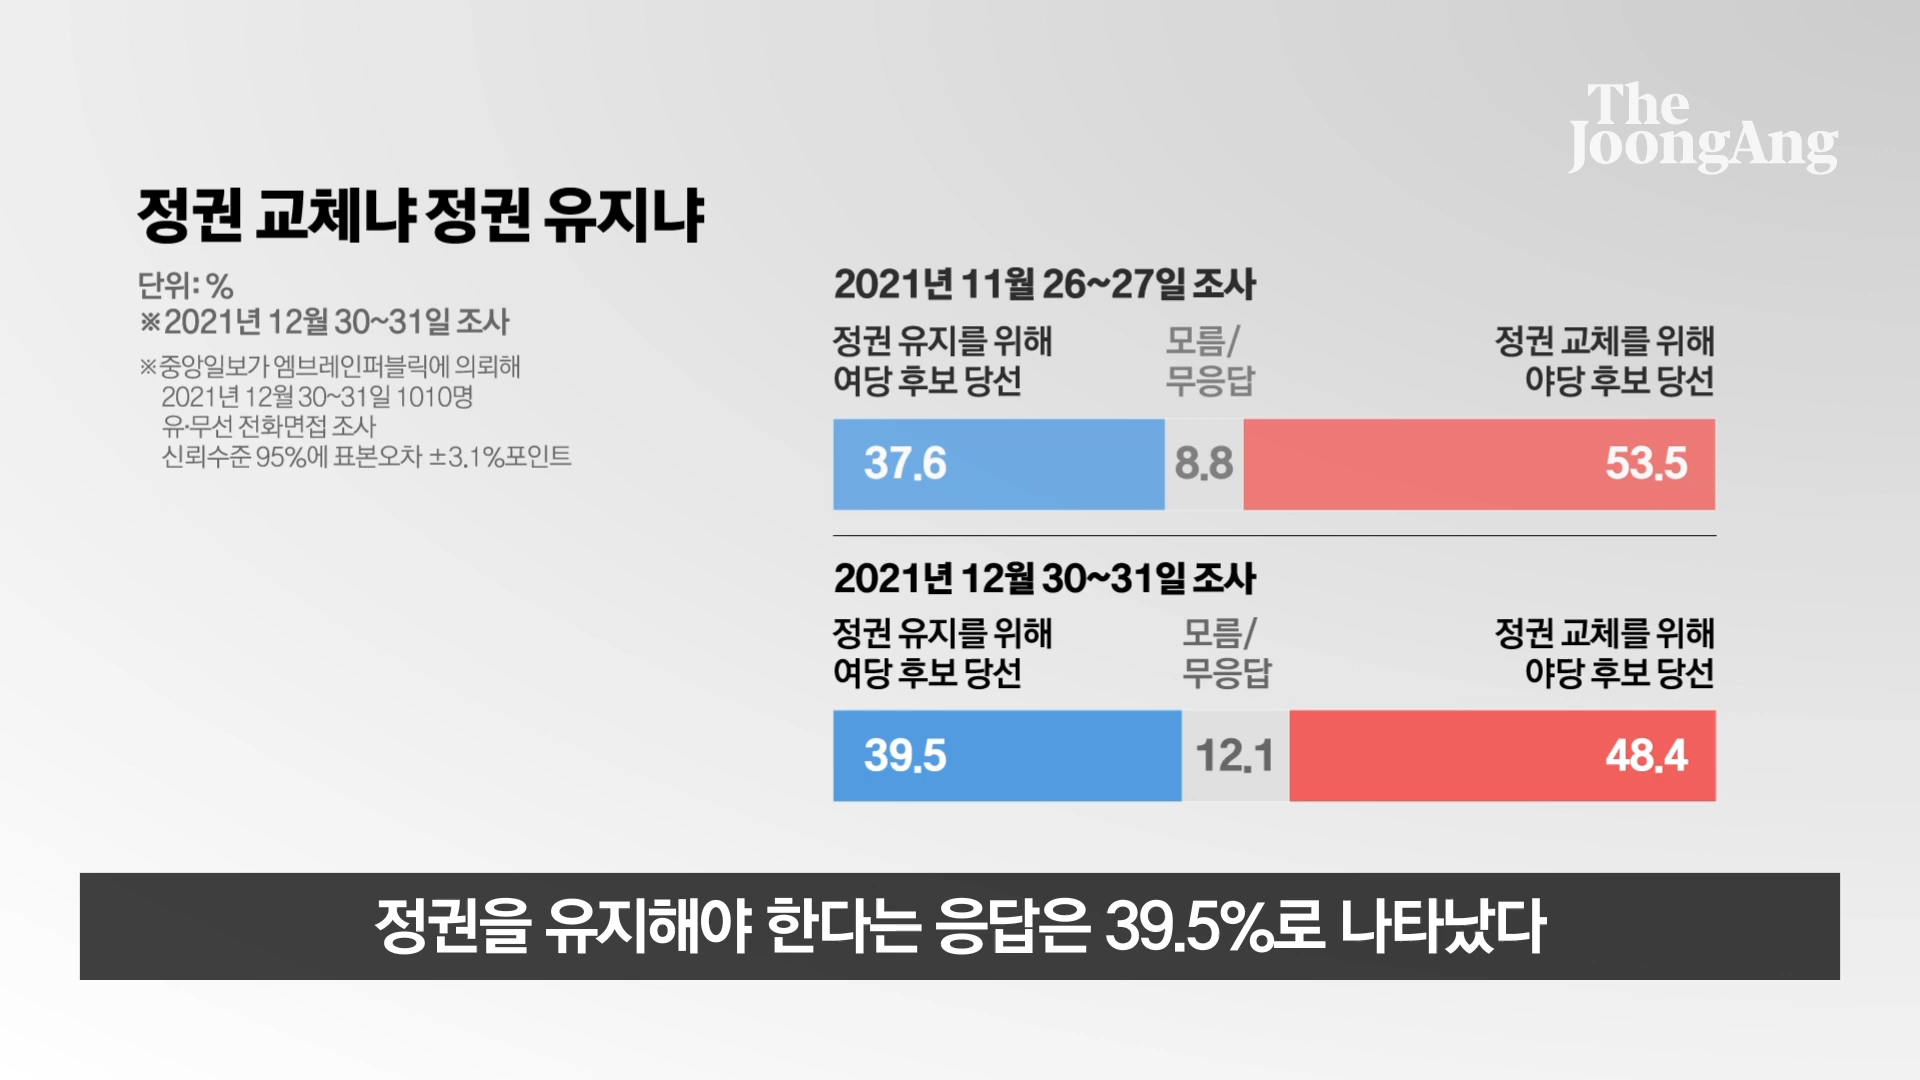 The
JoongAng
정권 교체냐 정권 유지냐
단위: %
※2021년 12월 30~31일 조사
※중앙일보가 엠브레인퍼블릭에 의뢰해
2021년 12월 30~31일 1010명
유·무선 전화면접 조사
신뢰수준 95%에 표본오차 ±3.1%포인트
2021년 11월 26~27일 조사
정권 유지를 위해
여당 후보 당선
모름/
무응답
정권 교체를 위해
야당 후보 당선
37.6
8.8
53.5
2021년 12월 30~31일 조사
정권 유지를 위해
여당 후보 당선
모름/
무응답
정권 교체를 위해
야당 후보 당선
39.5
12.1
48.4
정권을 유지해야 한다는 응답은 39.5%로 나타났다